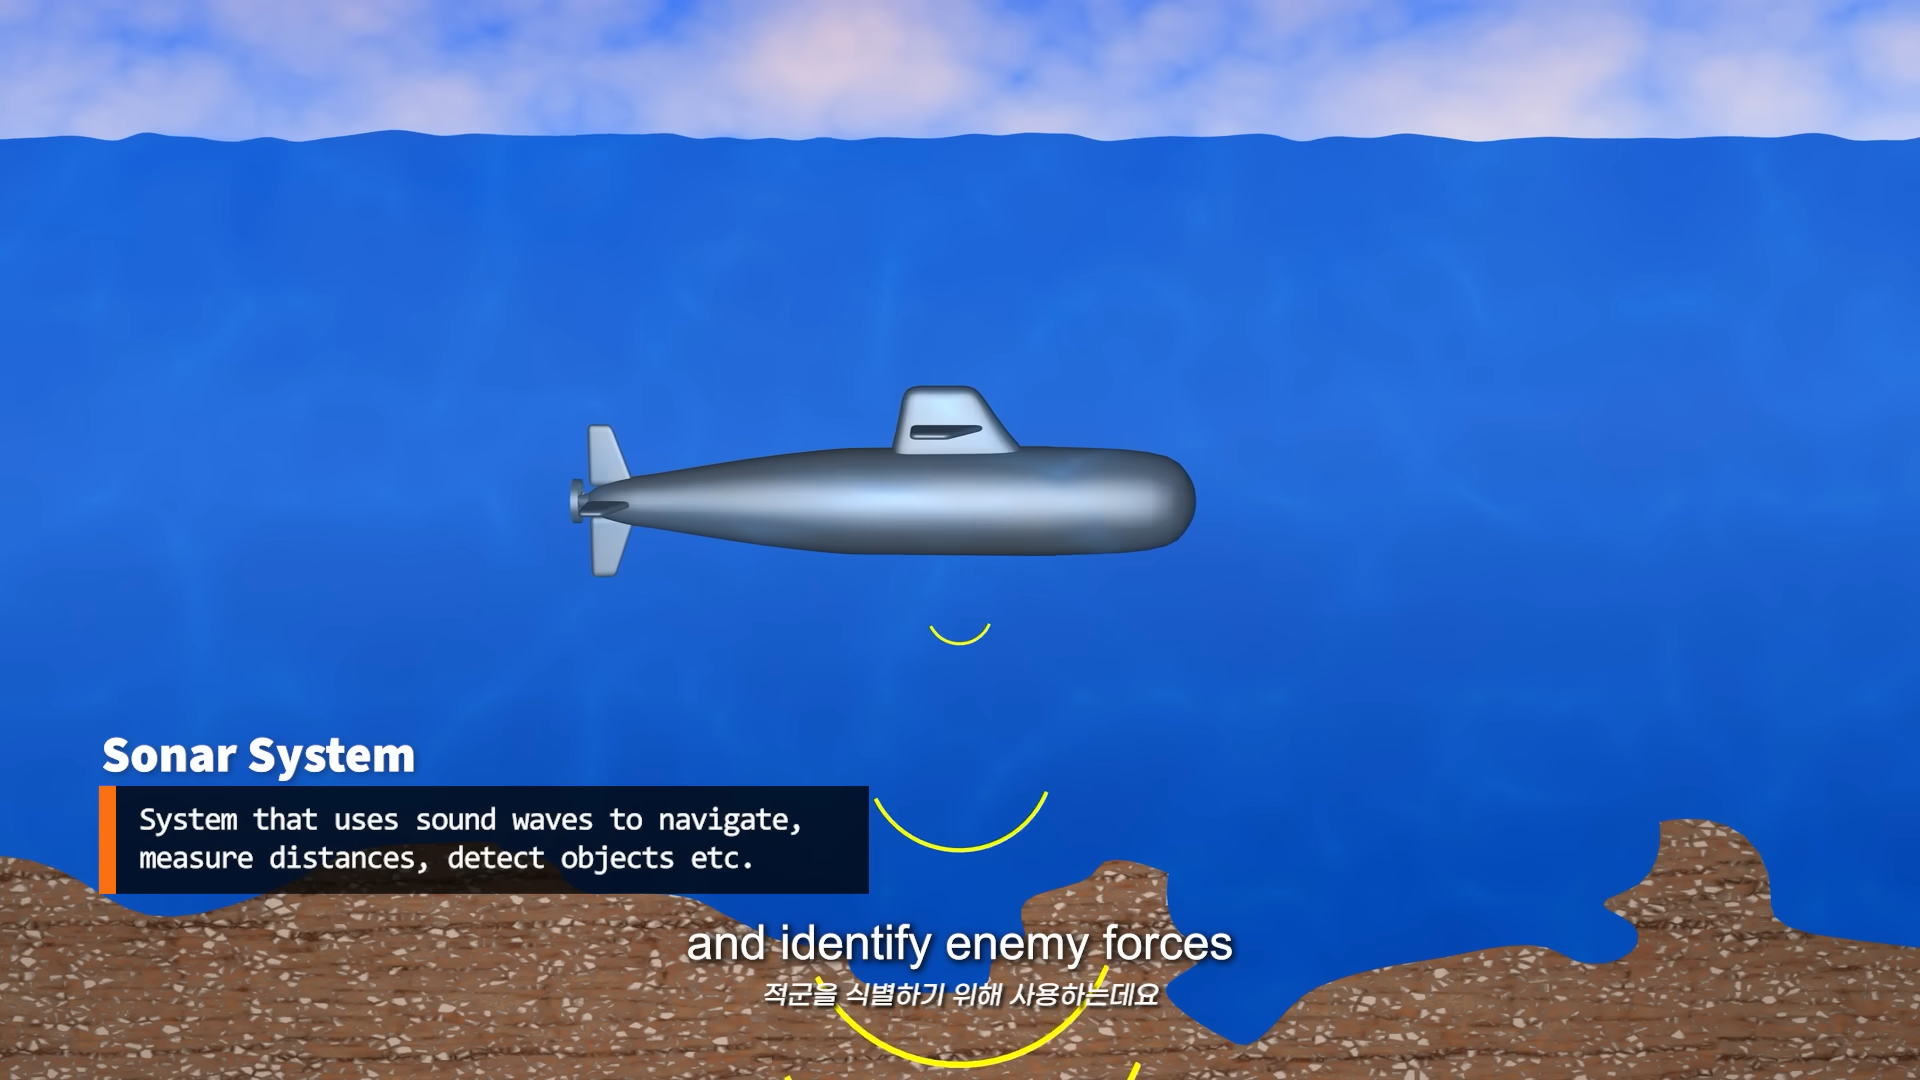 Sonar System
System that uses sound waves to navigate,
measure distances, detect objects etc.
and identify enemy forces
적군을 식별하기 위해 사용하는데요